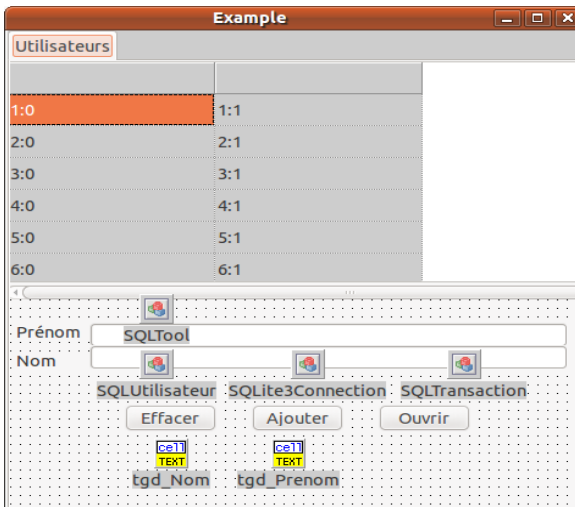 Example
Utilisateurs
1:0 1:1
2:0 2:1
3:0 3:1
4:0 4:1
5:0 5:1
6:0 6:1
Prénom SQLTool
Nom
SQLUtilisateur SQLite3Connection SQLTransaction
Effacer Ajouter Ouvrir
cell cell
TEXT TEXT
tgd_Nom tgd_Prenom